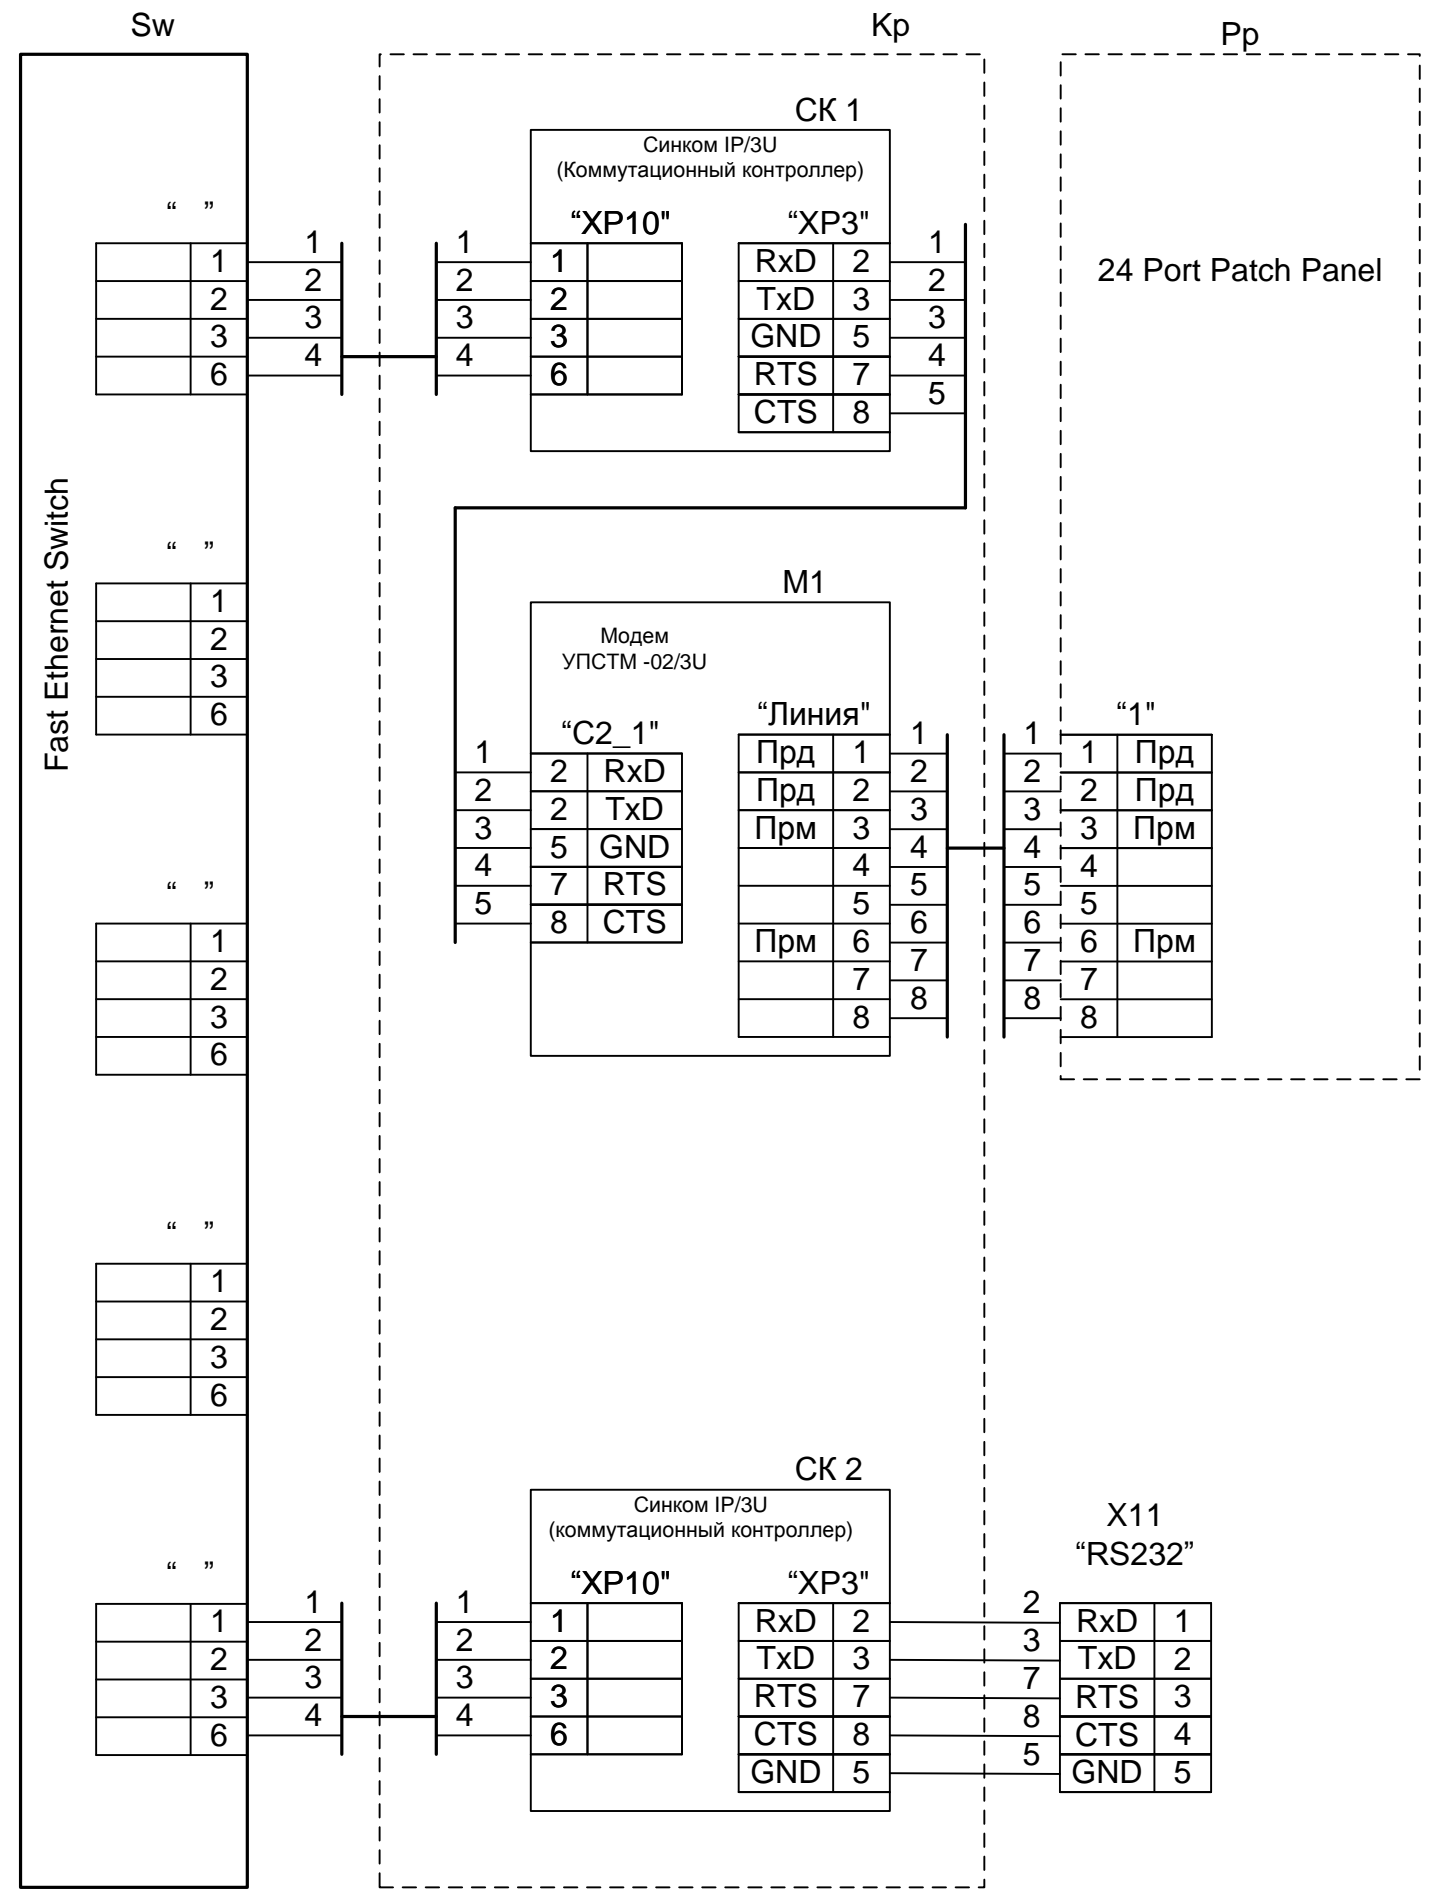 Sw
Кр
Pp
СК 1
Синком IP/3U
(Коммутационный контроллер)
“ ”
1
2
3
6
1
2
3
4
1
2
3
4
“XP10"
1
2
3
6
“XP3"
RxD 2
TxD 3
GND 5
RTS 7
CTS 8
1
2
3
4
5
24 Port Patch Panel
Fast Ethernet Switch
“ ”
1
2
3
6
М1
Модем
УПСТМ -02/3U
1
2
3
4
5
“C2_1"
2 RxD
2 TxD
5 GND
7 RTS
8 CTS
“Линия"
Прд 1
Прд 2
Прм 3
4
5
Прм 6
7
8
1
2
3
4
5
6
7
8
1
2
3
4
5
6
7
8
“1"
1 Прд
2 Прд
3 Прм
4
5
6 Прм
7
8
“ ”
1
2
3
6
“ ”
1
2
3
6
СК 2
Синком IP/3U
(коммутационный контроллер)
“ ”
1
2
3
6
1
2
3
4
1
2
3
4
“XP10"
1
2
3
6
“XP3"
RxD 2
TxD 3
RTS 7
CTS 8
GND 5
2
3
7
8
5
X11
“RS232”
RxD 1
TxD 2
RTS 3
CTS 4
GND 5